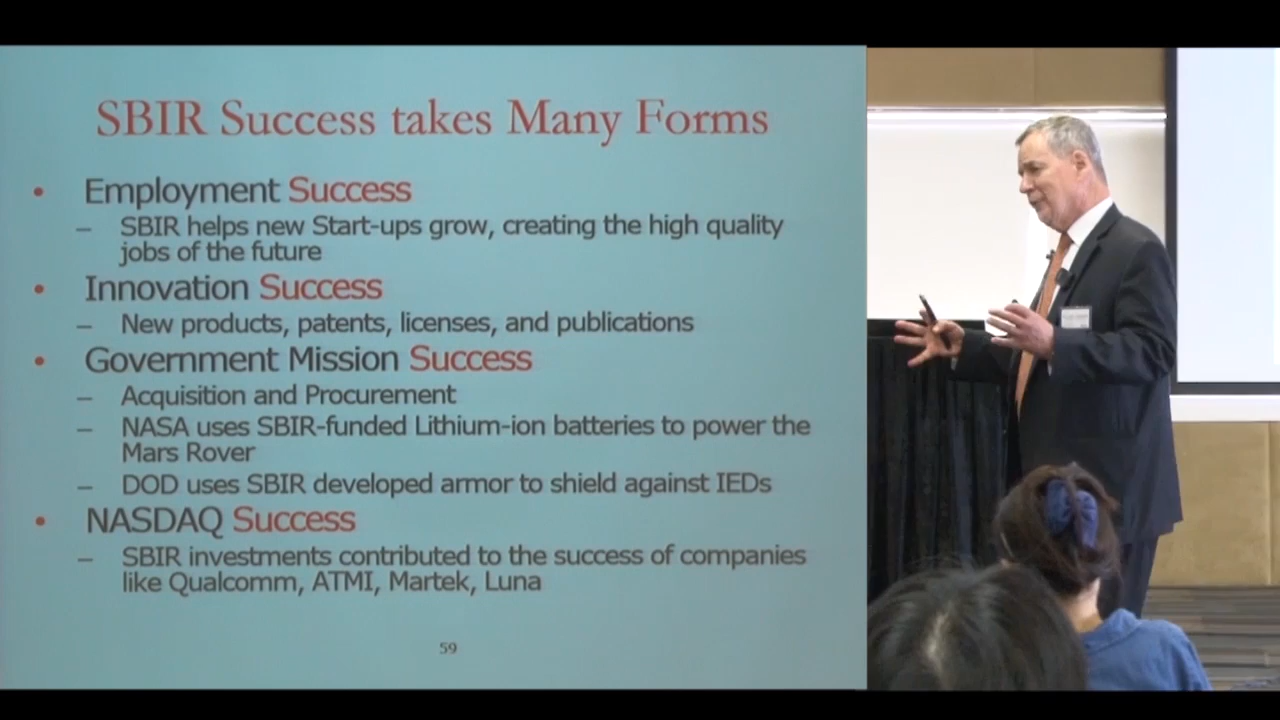 SBIR Success takes Many Forms
• Employment Success
– SBIR helps new Start-ups grow, creating the high quality
jobs of the future
• Innovation Success
– New products, patents, licenses, and publications
• Government Mission Success
– Acquisition and Procurement
– NASA uses SBIR-funded Lithium-ion batteries to power the
Mars Rover
– DOD uses SBIR developed armor to shield against IEDs
• NASDAQ Success
– SBIR investments contributed to the success of companies
like Qualcomm, ATMI, Martek, Luna
59